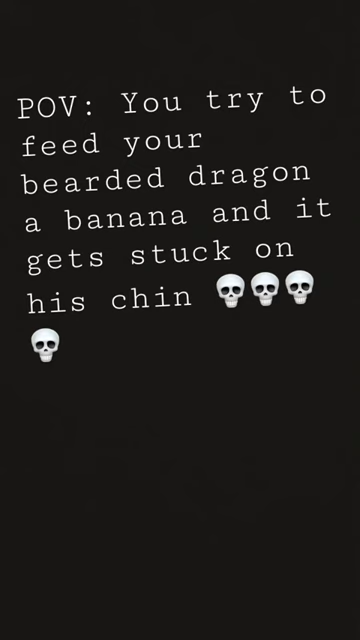 POV: You try to
feed your
bearded dragon
a banana and it
gets stuck on
his chin 💀💀💀
💀